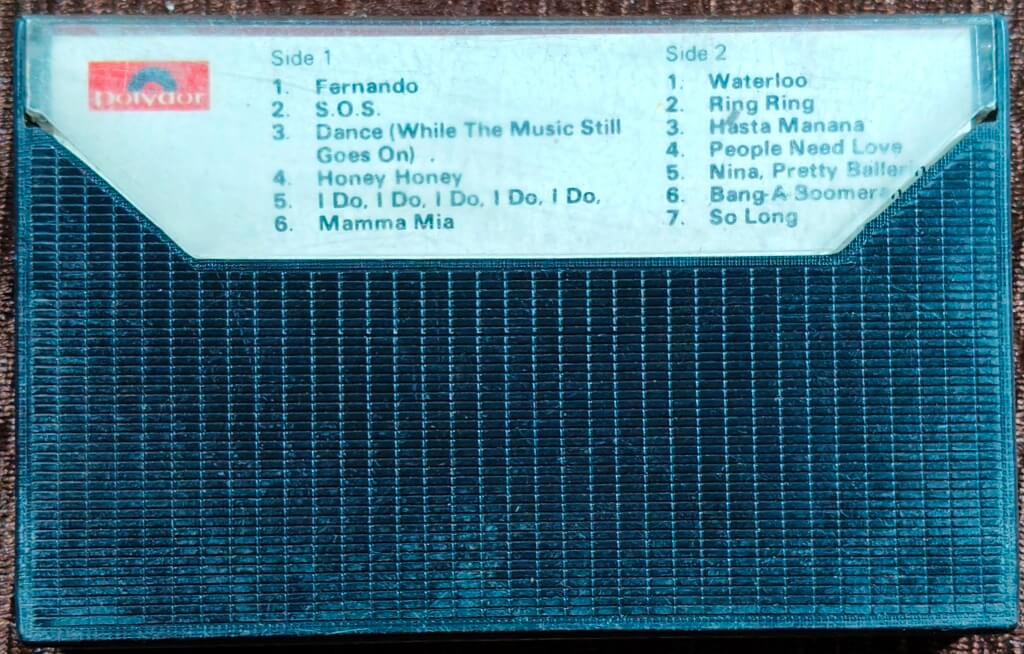 polydor
Side 1
1. Fernando
2. S.O.S.
3. Dance (While The Music Still
Goes On)
4. Honey Honey
5. I Do, I Do, I Do, I Do, I Do,
6. Mamma Mia
Side 2
1. Waterloo
2. Ring Ring
3. Hasta Manana
4. People Need Love
5. Nina, Pretty
6. Bang-A-
7. So Long